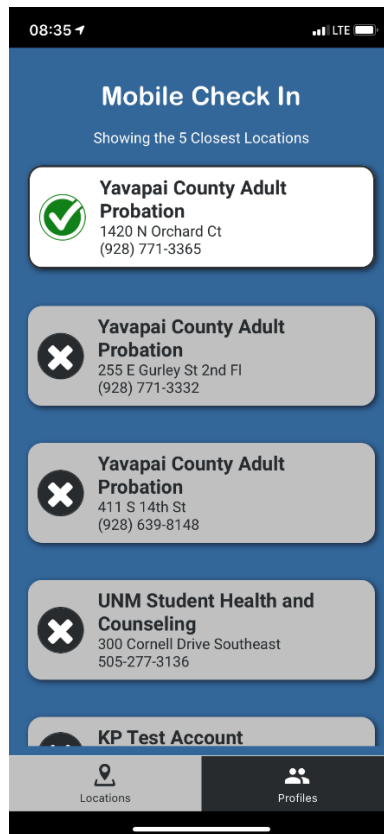 08:35
LTE
Mobile Check In
Showing the 5 Closest Locations
Yavapai County Adult
Probation
1420 N Orchard Ct
(928) 771-3365
Yavapai County Adult
Probation
255 E Gurley St 2nd Fl
(928) 771-3332
Yavapai County Adult
Probation
411 S 14th St
(928) 639-8148
UNM Student Health and
Counseling
300 Cornell Drive Southeast
505-277-3136
KP Test Account
Locations
Profiles